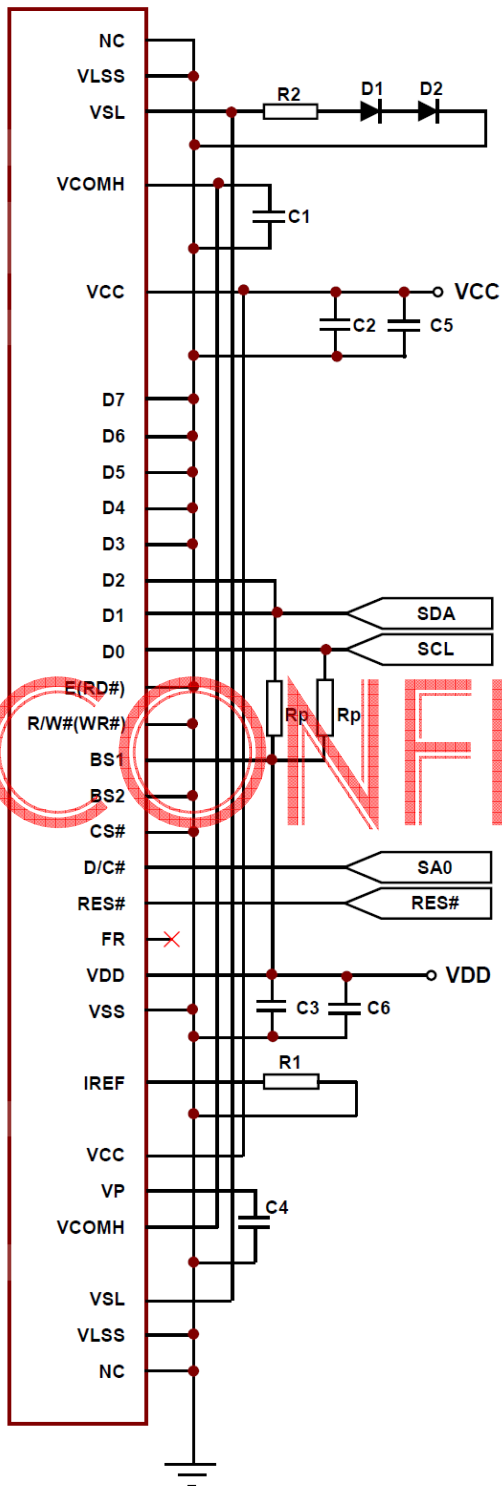 NC
VLSS
VSL R2 D1 D2
VCOMH C1
VCC C2 C5 VCC
D7
D6
D5
D4
D3
D2
D1 SDA
D0 SCL
E(RD#)
R/W#(WR#) Rp Rp
BS1
BS2
CS#
D/C# SA0
RES# RES#
FR
VDD VDD
VSS C3 C6
IREF R1
VCC
VP C4
VCOMH
VSL
VLSS
NC
CONF